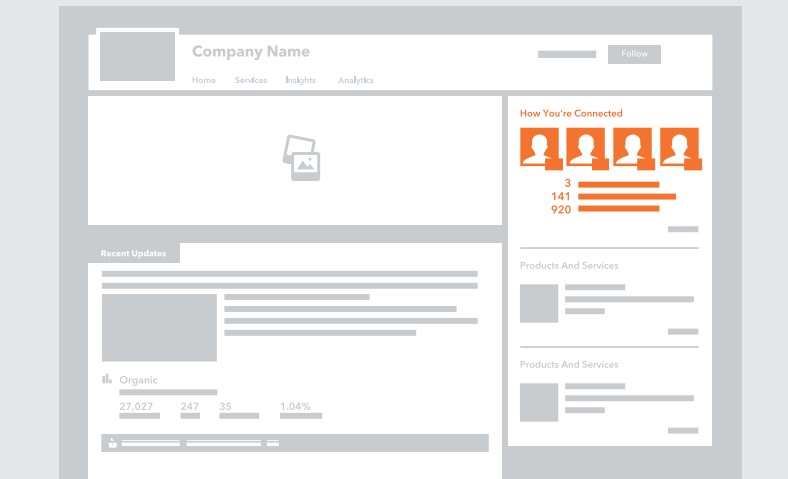 Company Name
Follow
Home Services Insights Analytics
How You're Connected
3
141
920
Recent Updates
Products And Services
Organic
27,027 247 35 1.04%
Products And Services